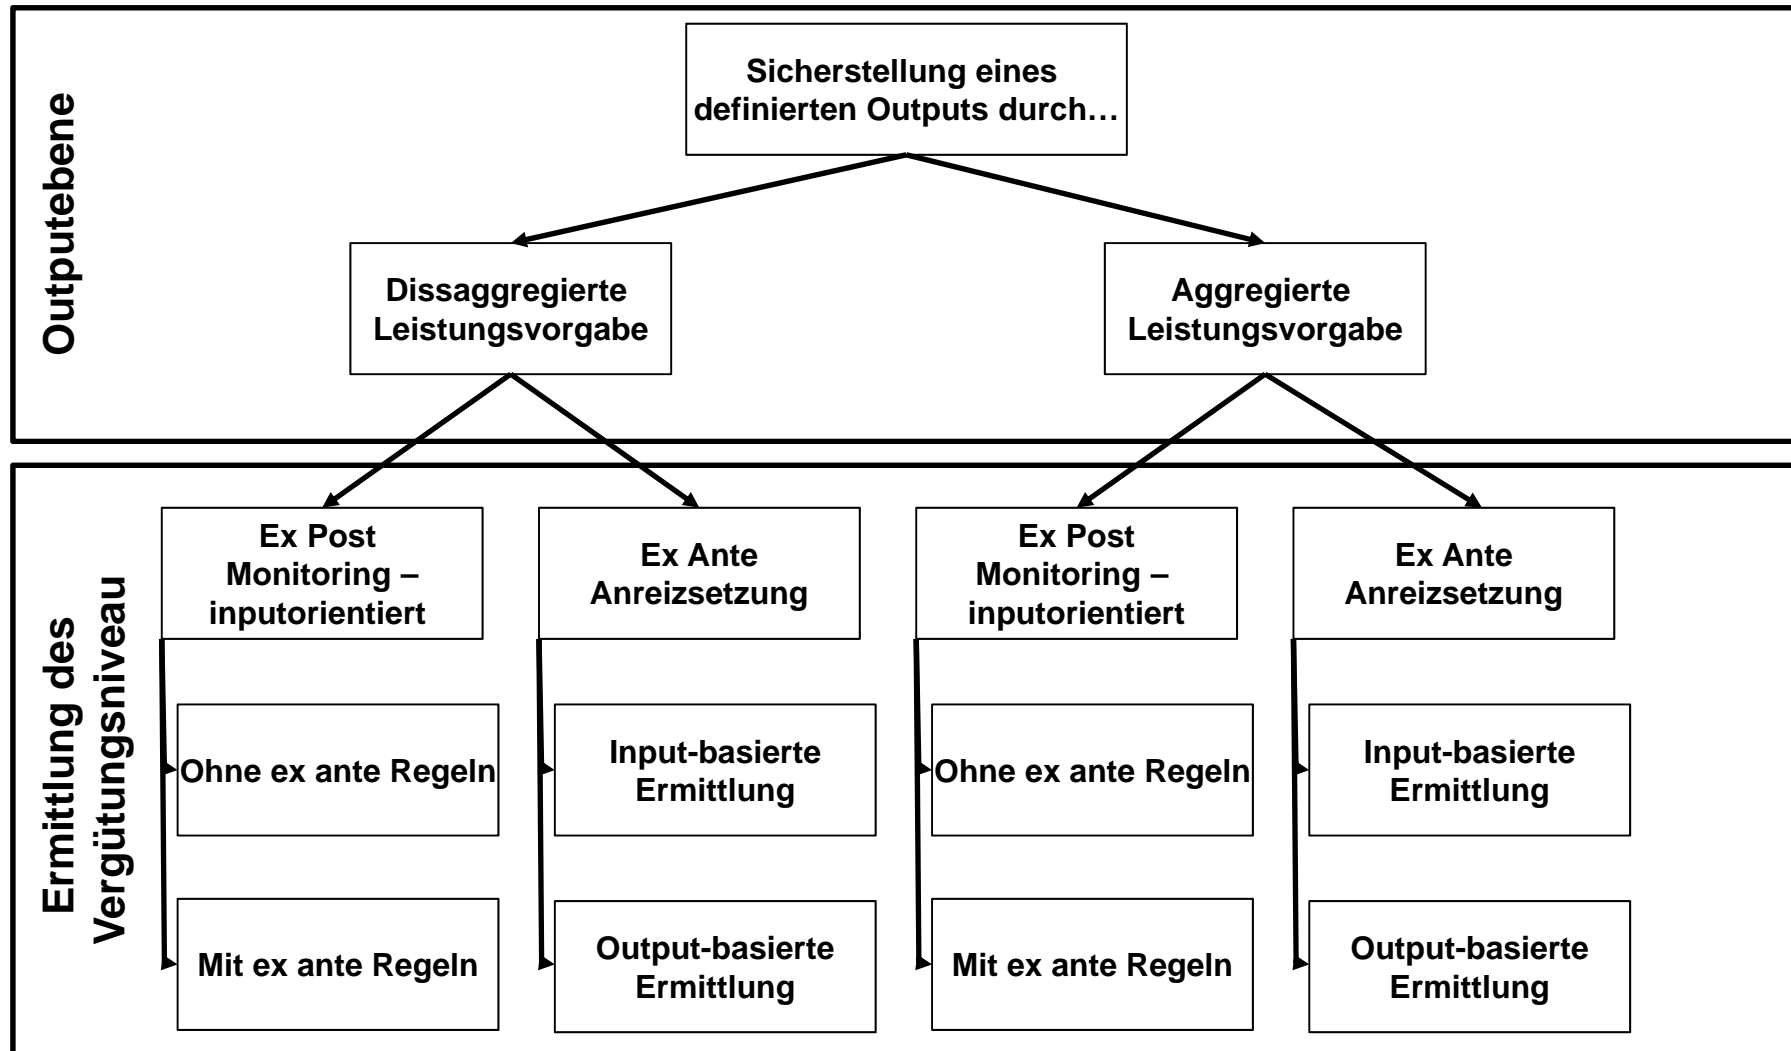 Outputebene
Sicherstellung eines
definierten Outputs durch…
Dissaggregierte
Leistungsvorgabe
Aggregierte
Leistungsvorgabe
Ermittlung des
Vergütungsniveau
Ex Post
Monitoring –
inputorientiert
Ex Ante
Anreizsetzung
Ex Post
Monitoring –
inputorientiert
Ex Ante
Anreizsetzung
Ohne ex ante Regeln
Input-basierte
Ermittlung
Ohne ex ante Regeln
Input-basierte
Ermittlung
Mit ex ante Regeln
Output-basierte
Ermittlung
Mit ex ante Regeln
Output-basierte
Ermittlung